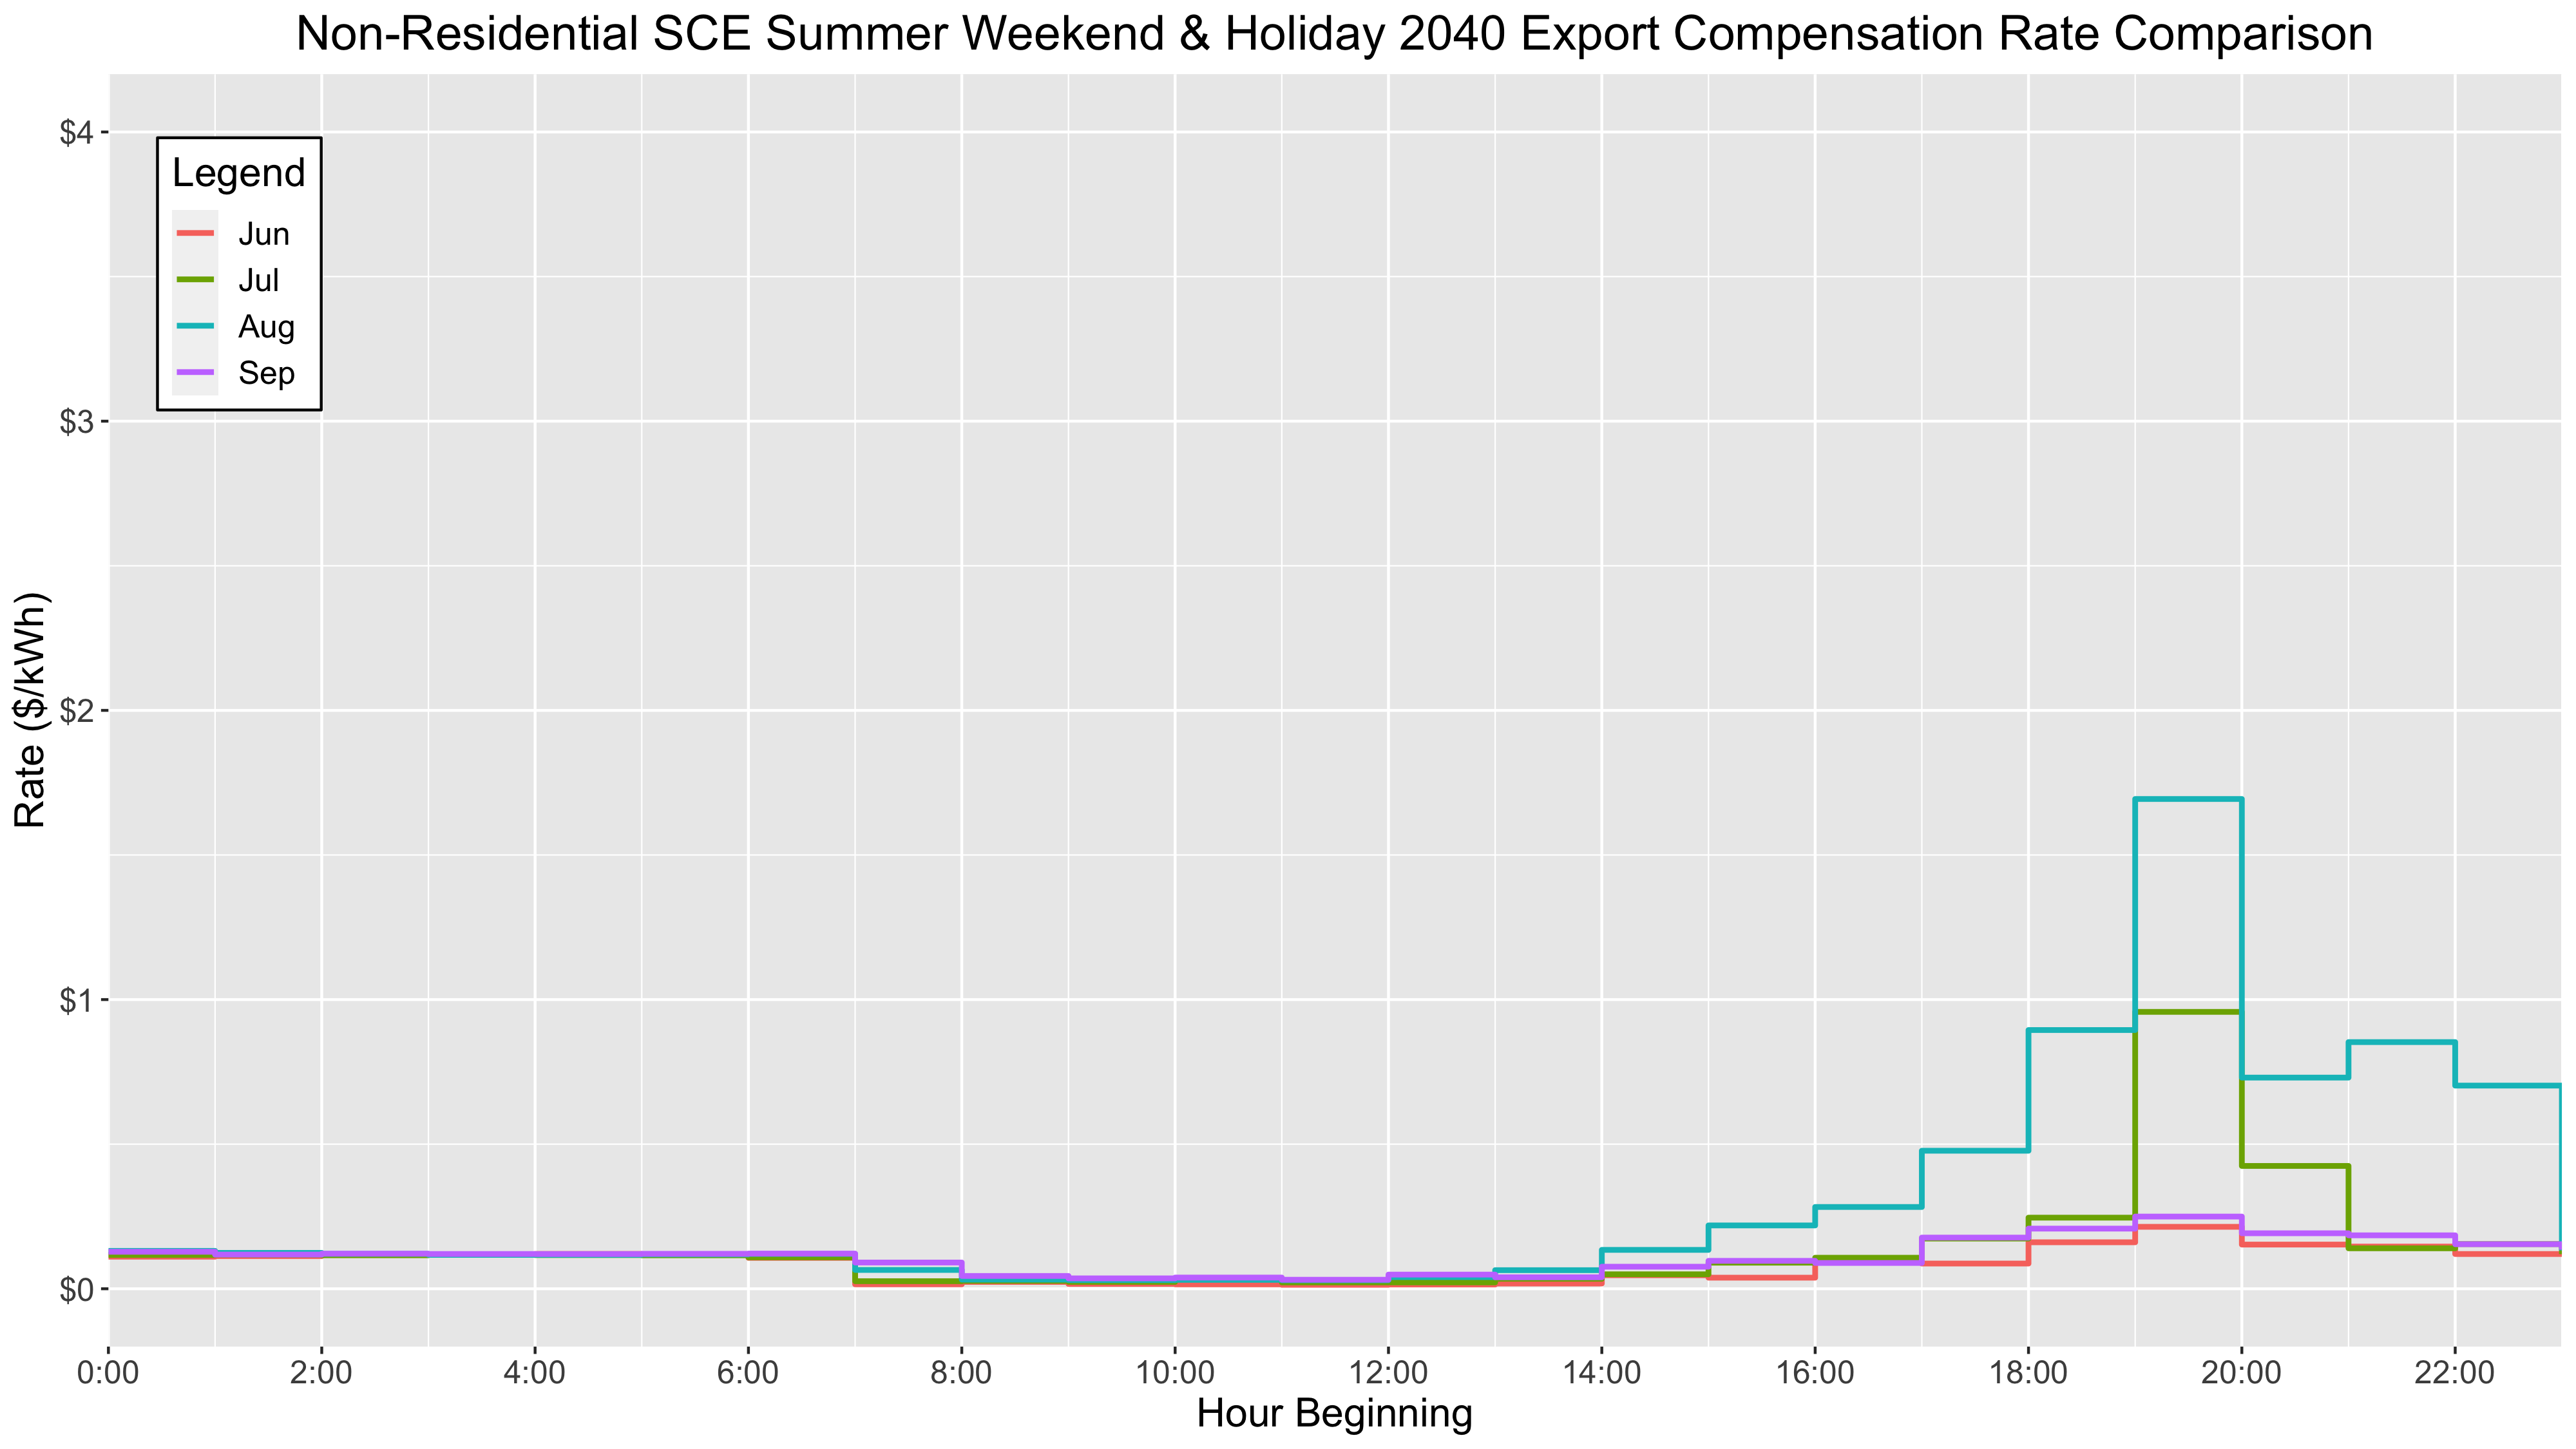 Non-Residential SCE Summer Weekend & Holiday 2040 Export Compensation Rate Comparison
$4
Legend
Jun
Jul
Aug
Sep
$3
Rate ($/kWh)
$2
$1
$0
0:00 2:00 4:00 6:00 8:00 10:00 12:00 14:00 16:00 18:00 20:00 22:00
Hour Beginning